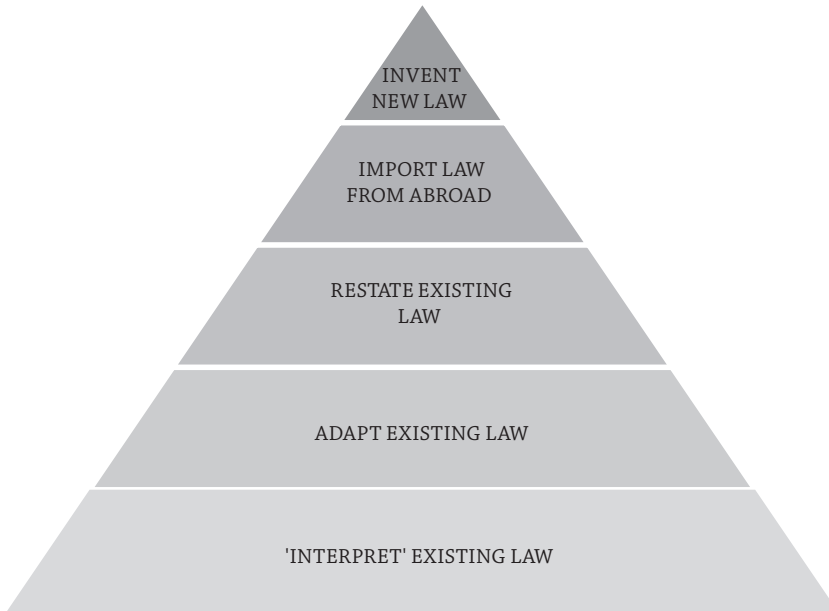 INVENT
NEW LAW
IMPORT LAW
FROM ABROAD
RESTATE EXISTING
LAW
ADAPT EXISTING LAW
'INTERPRET' EXISTING LAW